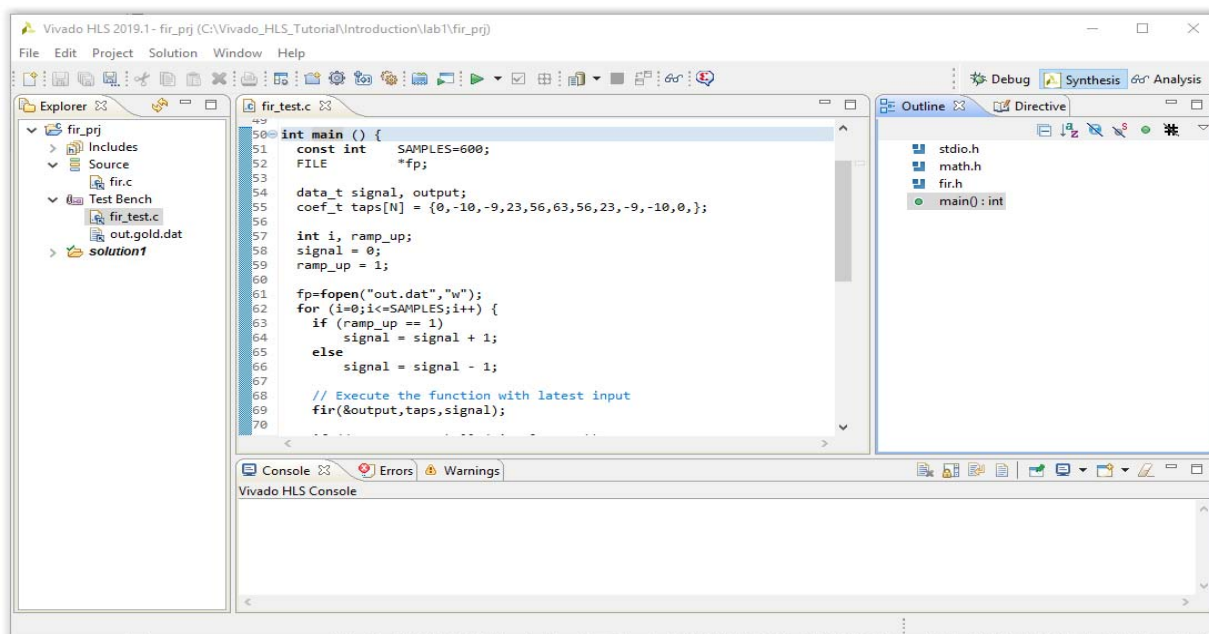 Vivado HLS 2019.1 - fir_prj (C:\Vivado_HLS_Tutorial\Introduction\lab1\fir_prj)
File Edit Project Solution Window Help
Debug Synthesis Analysis
Explorer
fir_prj
Includes
Source
fir.c
Test Bench
fir_test.c
out.gold.dat
solution1
fir_test.c
49
50 int main () {
51 const int SAMPLES=600;
52 FILE *fp;
53
54 data_t signal, output;
55 coef_t taps[N] = {0,-10,-9,23,56,63,56,23,-9,-10,0,};
56
57 int i, ramp_up;
58 signal = 0;
59 ramp_up = 1;
60
61 fp=fopen("out.dat","w");
62 for (i=0;i<=SAMPLES;i++) {
63 if (ramp_up == 1)
64 signal = signal + 1;
65 else
66 signal = signal - 1;
67
68 // Execute the function with latest input
69 fir(&output,taps,signal);
70
Outline Directive
stdio.h
math.h
fir.h
main() : int
Console Errors Warnings
Vivado HLS Console